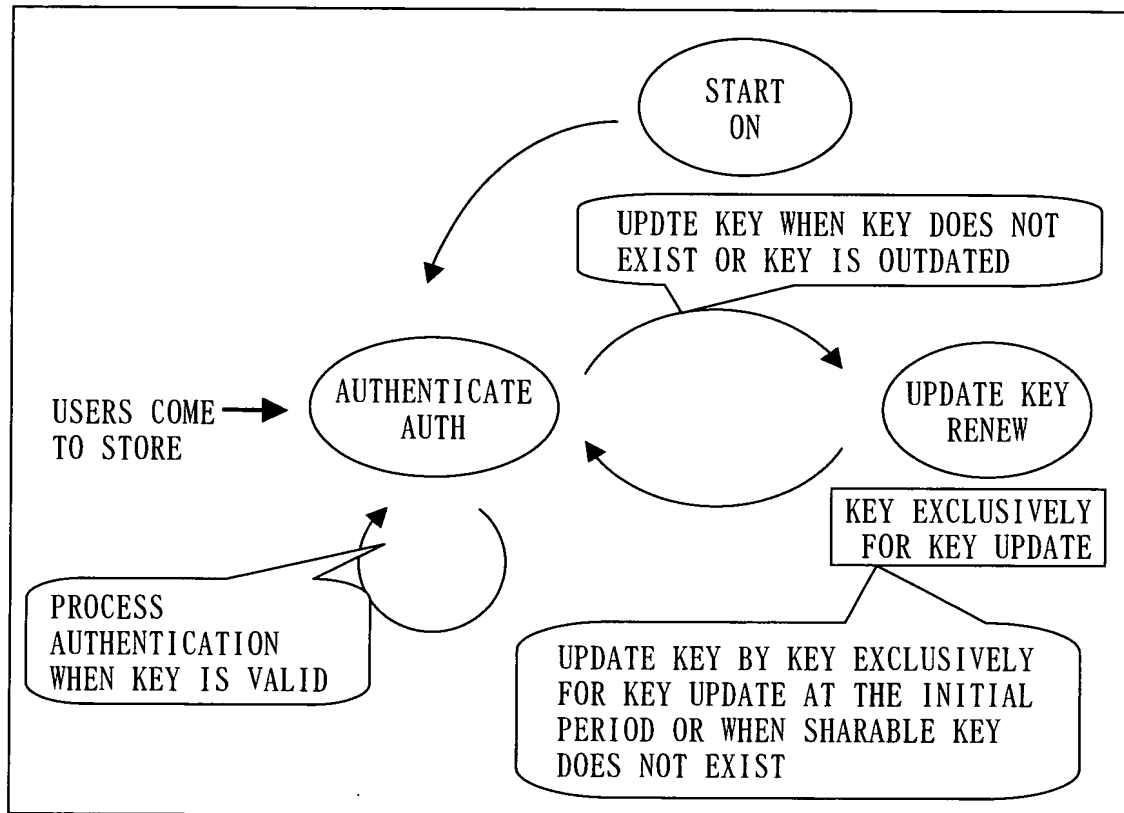 START
ON
UPDTE KEY WHEN KEY DOES NOT
EXIST OR KEY IS OUTDATED
AUTHENTICATE
AUTH
USERS COME
TO STORE
UPDATE KEY
RENEW
KEY EXCLUSIVELY
FOR KEY UPDATE
PROCESS
AUTHENTICATION
WHEN KEY IS VALID
UPDATE KEY BY KEY EXCLUSIVELY
FOR KEY UPDATE AT THE INITIAL
PERIOD OR WHEN SHARABLE KEY
DOES NOT EXIST